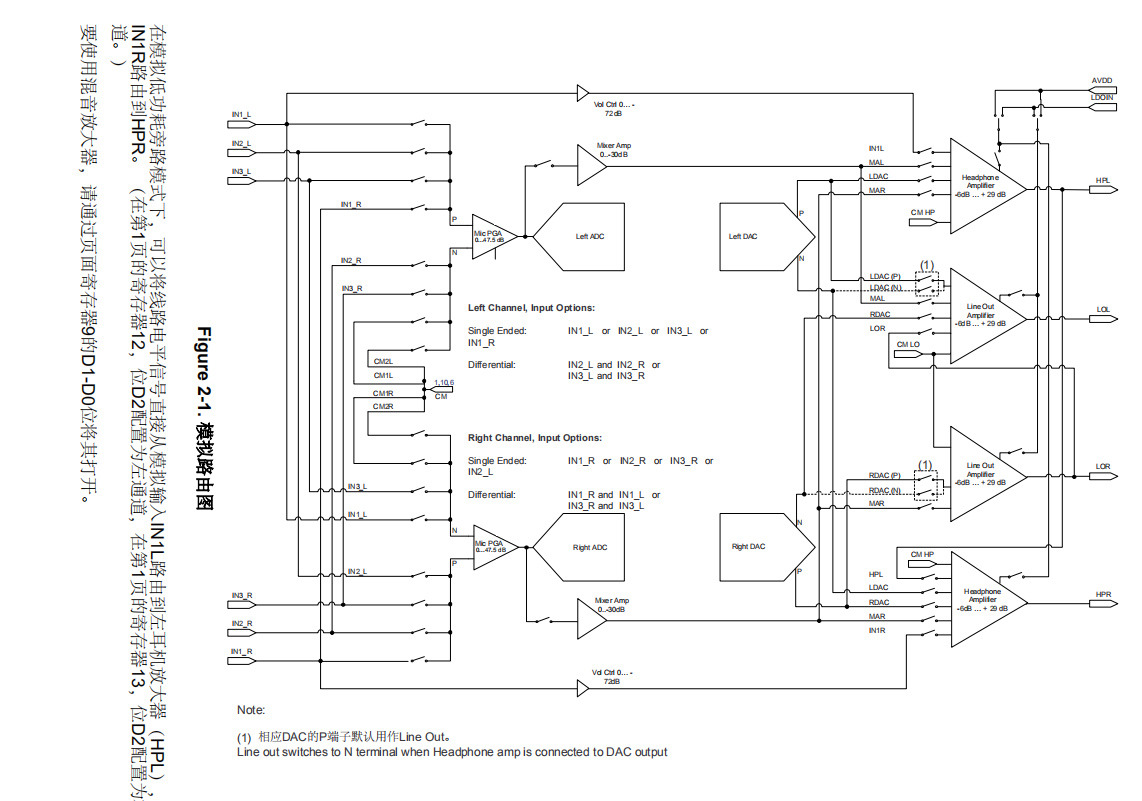 在模拟低功耗旁路模式下，可以将线路电平信号直接从模拟输入IN1L路由到左耳机放大器（HPL），
IN1R路由到HPR。（在第1页的寄存器12，位D2配置为左通道，在第1页的寄存器13，位D2配置为
道。）
要使用混音放大器，请通过页面寄存器9的D1-D0位将其打开。
Figure 2-1. 模拟路由图
AVDD
LDOIN
Vol Ctrl 0... -
72dB
IN1_L
IN2_L
IN3_L
IN1_R
Mixer Amp
0...-30dB
IN1L
MAL
LDAC
MAR
CM HP
Headphone
Amplifier
-6dB ... + 29 dB
HPL
P
Mic PGA
0...47.5 dB
N
Left ADC
Left DAC
P
N
IN2_R
IN3_R
(1)
LDAC (P)
LDAC (N)
MAL
RDAC
LOR
CM LO
Line Out
Amplifier
-6dB ... + 29 dB
LOL
Left Channel, Input Options:
Single Ended: IN1_L or IN2_L or IN3_L or
IN1_R
Differential: IN2_L and IN2_R or
IN3_L and IN3_R
CM2L
CM1L
CM1R
CM2R
1,10,6
CM
Right Channel, Input Options:
Single Ended: IN1_R or IN2_R or IN3_R or
IN2_L
Differential: IN1_R and IN1_L or
IN3_R and IN3_L
(1)
RDAC (P)
RDAC (N)
MAR
Line Out
Amplifier
-6dB ... + 29 dB
LOR
IN3_L
IN1_L
N
Mic PGA
0...47.5 dB
P
Right ADC
Right DAC
N
P
IN2_L
IN3_R
IN2_R
IN1_R
Mixer Amp
0...-30dB
CM HP
HPL
LDAC
RDAC
MAR
IN1R
Headphone
Amplifier
-6dB ... + 29 dB
HPR
Vol Ctrl 0... -
72dB
Note:
(1) 相应DAC的P端子默认用作Line Out。
Line out switches to N terminal when Headphone amp is connected to DAC output